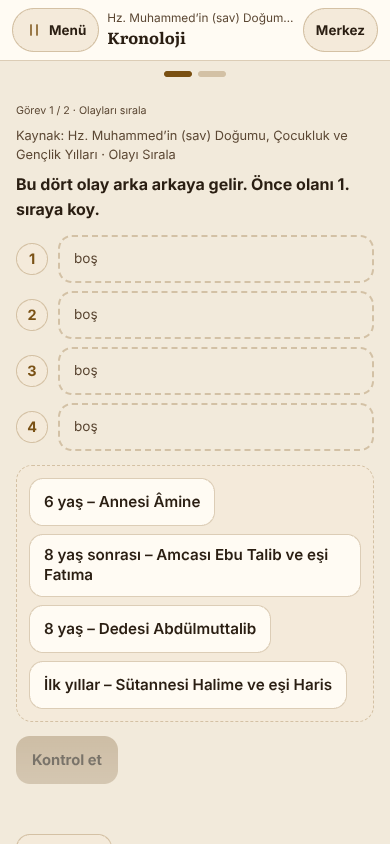 Menü
Hz. Muhammed’in (sav) Doğum...
Kronoloji
Merkez
Görev 1 / 2 · Olayları sırala
Kaynak: Hz. Muhammed’in (sav) Doğumu, Çocukluk ve
Gençlik Yılları · Olayı Sırala
Bu dört olay arka arkaya gelir. Önce olanı 1.
sıraya koy.
1 boş
2 boş
3 boş
4 boş
6 yaş – Annesi Âmine
8 yaş sonrası – Amcası Ebu Talib ve eşi
Fatıma
8 yaş – Dedesi Abdülmuttalib
İlk yıllar – Sütannesi Halime ve eşi Haris
Kontrol et